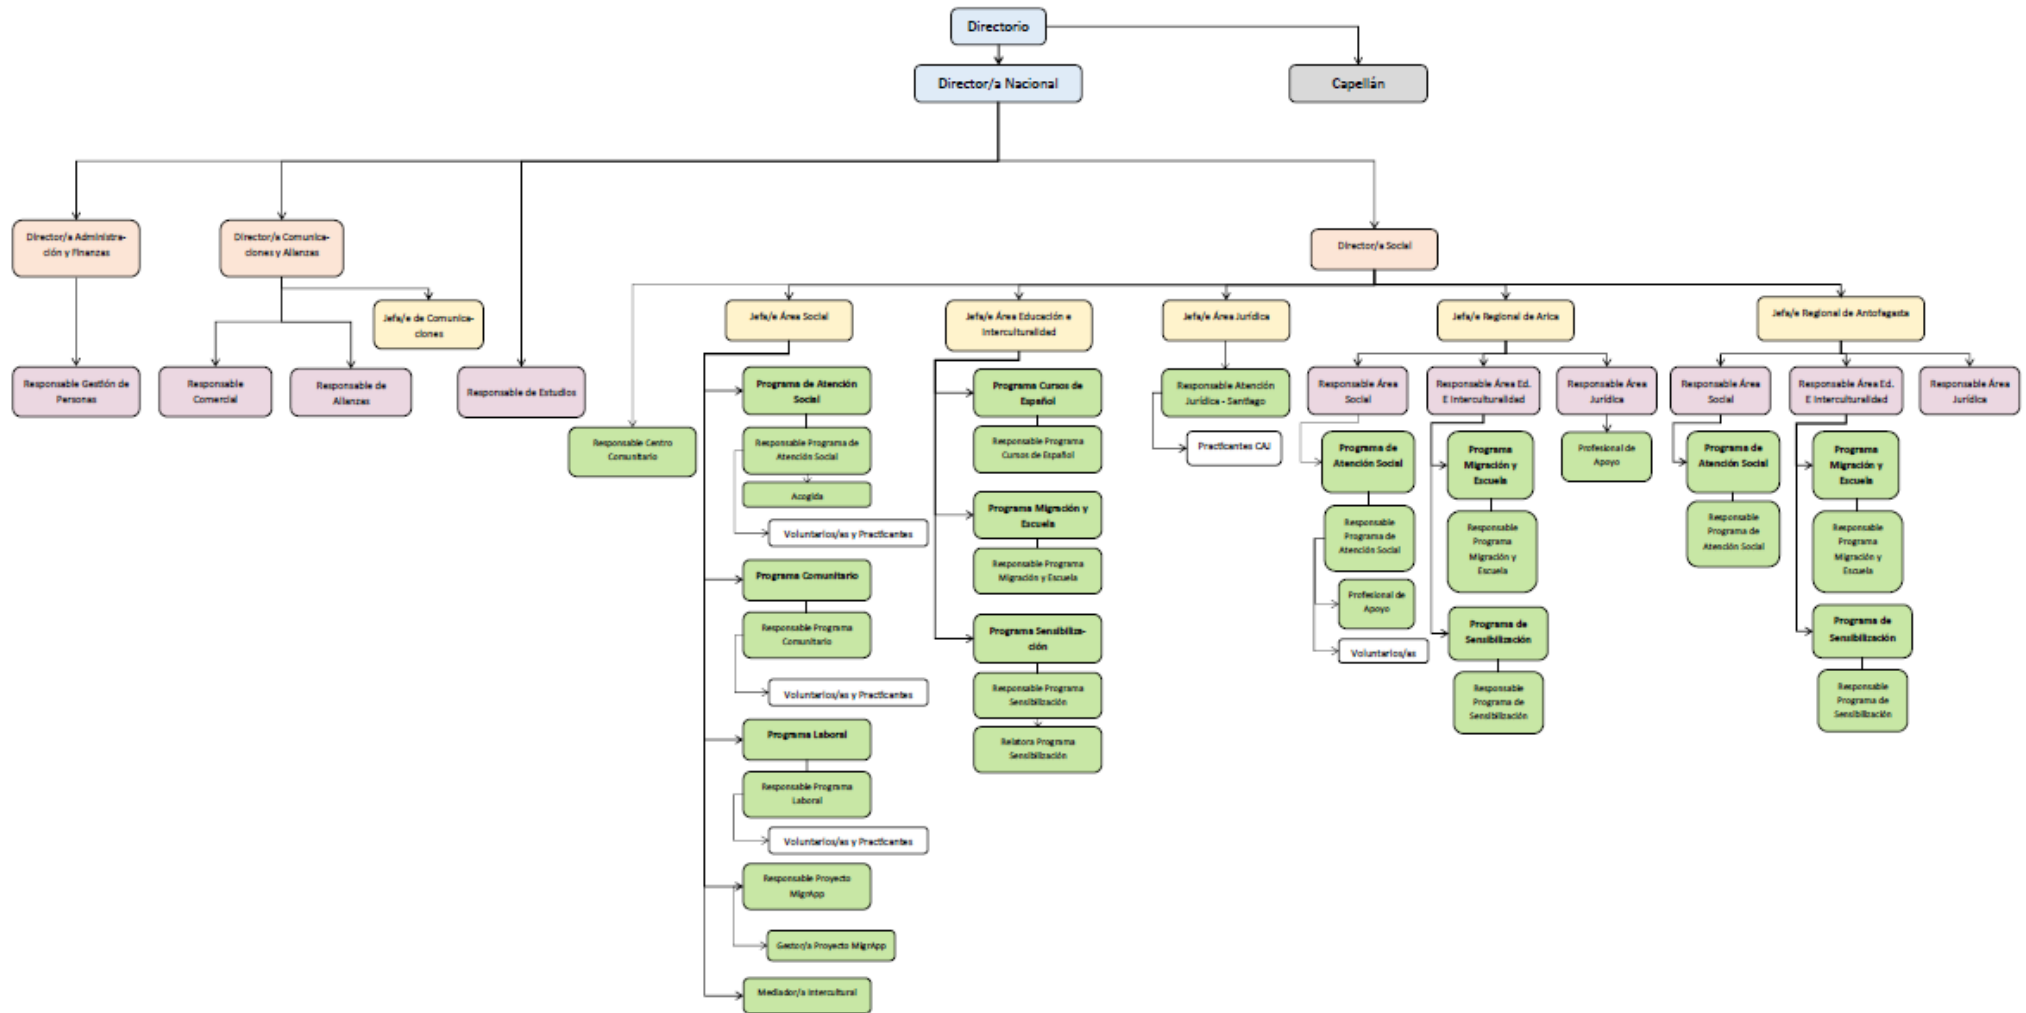 Directorio
Director/a Nacional
Capellán
Director/a Administra-
ción y Finanzas
Director/a Comunica-
ciones y Alianzas
Director/a Social
Jefa/e de Comunica-
ciones
Responsable Gestión de
Personas
Responsable
Comercial
Responsable de
Alianzas
Responsable de Estudios
Responsable Centro
Comunitario
Jefa/e Área Social
Programa de Atención
Social
Responsable Programa de
Atención Social
Acogida
Voluntarios/as y Practicantes
Programa Comunitario
Responsable Programa
Comunitario
Voluntarios/as y Practicantes
Programa Laboral
Responsable Programa
Laboral
Voluntarios/as y Practicantes
Responsable Proyecto
MigrApp
Gestor/a Proyecto MigrApp
Mediador/a Intercultural
Jefa/e Área Educación e
Interculturalidad
Programa Cursos de
Español
Responsable Programa
Cursos de Español
Programa Migración y
Escuela
Responsable Programa
Migración y Escuela
Programa Sensibiliza-
ción
Responsable Programa
Sensibilización
Relatora Programa
Sensibilización
Jefa/e Área Jurídica
Responsable Atención
Jurídica - Santiago
Practicantes CAJ
Jefa/e Regional de Arica
Responsable Área
Social
Programa de
Atención Social
Responsable
Programa de
Atención Social
Profesional de
Apoyo
Voluntarios/as
Responsable Área Ed.
E Interculturalidad
Programa
Migración y
Escuela
Responsable
Programa
Migración y
Escuela
Programa de
Sensibilización
Responsable
Programa de
Sensibilización
Responsable Área
Jurídica
Profesional de
Apoyo
Jefa/e Regional de Antofagasta
Responsable Área
Social
Programa de
Atención Social
Responsable
Programa de
Atención Social
Responsable Área Ed.
E Interculturalidad
Programa
Migración y
Escuela
Responsable
Programa
Migración y
Escuela
Programa de
Sensibilización
Responsable
Programa de
Sensibilización
Responsable Área
Jurídica